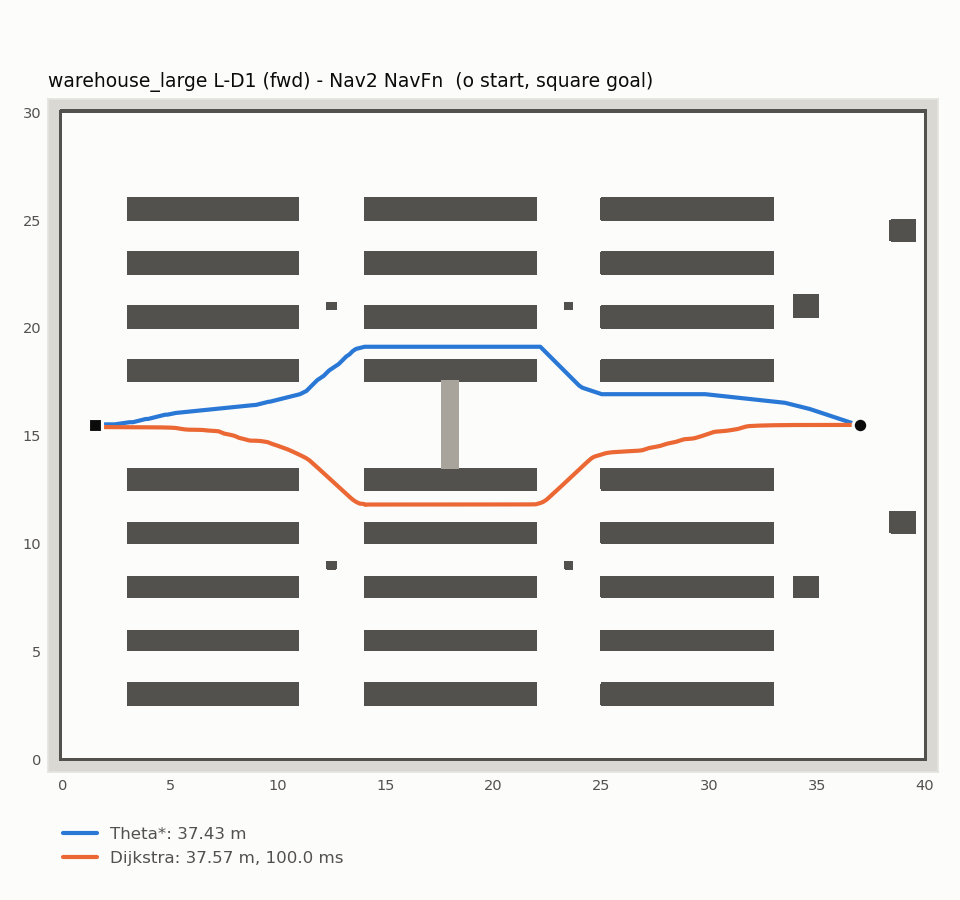 warehouse_large L-D1 (fwd) - Nav2 NavFn  (o start, square goal)
30
25
20
15
10
5
0
0 5 10 15 20 25 30 35 40
Theta*: 37.43 m
Dijkstra: 37.57 m, 100.0 ms